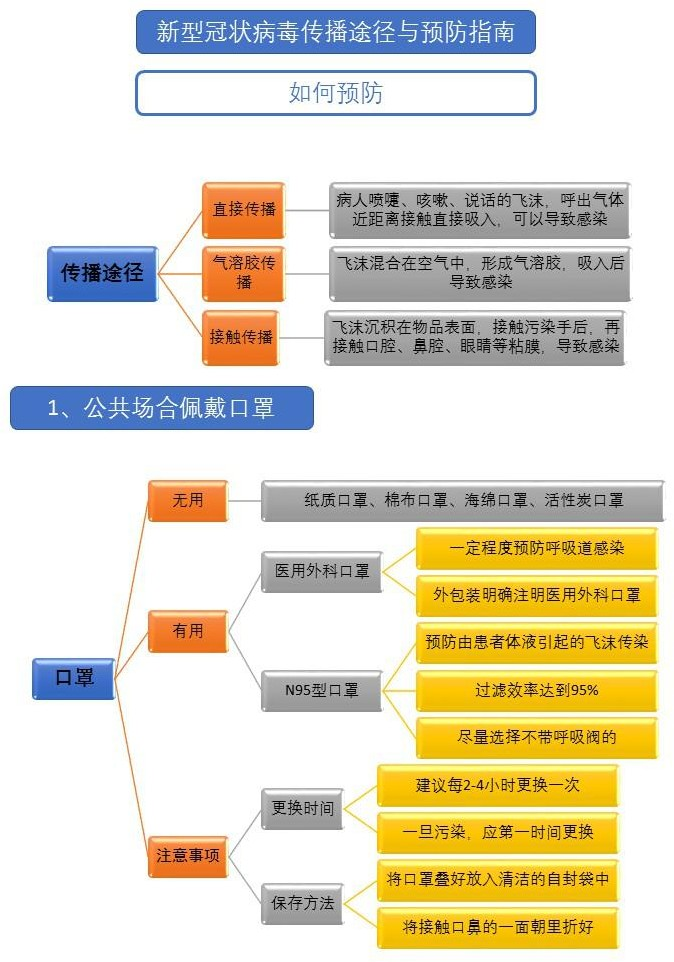 新型冠状病毒传播途径与预防指南
如何预防
传播途径
直接传播
病人喷嚏、咳嗽、说话的飞沫，呼出气体
近距离接触直接吸入，可以导致感染
气溶胶传
播
飞沫混合在空气中，形成气溶胶，吸入后
导致感染
接触传播
飞沫沉积在物品表面，接触污染手后，再
接触口腔、鼻腔、眼睛等粘膜，导致感染
1、公共场合佩戴口罩
口罩
无用
纸质口罩、棉布口罩、海绵口罩、活性炭口罩
有用
医用外科口罩
一定程度预防呼吸道感染
外包装明确注明医用外科口罩
N95型口罩
预防由患者体液引起的飞沫传染
过滤效率达到95%
尽量选择不带呼吸阀的
注意事项
更换时间
建议每2-4小时更换一次
一旦污染，应第一时间更换
保存方法
将口罩叠好放入清洁的自封袋中
将接触口鼻的一面朝里折好